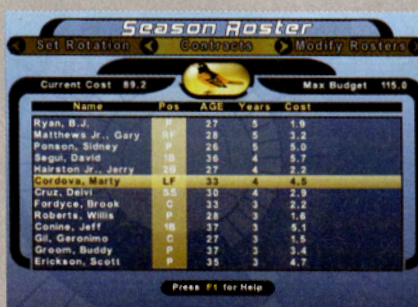 Season Roster
Set Rotation Contracts Modify Rosters
Current Cost 89.2 Max Budget 115.0
Name Pos AGE Years Cost
Ryan, B.J. P 27 5 1.9
Matthews Jr., Gary RF 28 5 3.2
Ponson, Sidney P 26 5 5.0
Segui, David 1B 36 4 5.7
Hairston Jr., Jerry 2B 27 4 2.2
Cordova, Marty LF 33 4 4.5
Cruz, Deivi SS 30 4 2.9
Fordyce, Brook C 33 3 2.2
Roberts, Willis P 28 3 1.6
Conine, Jeff 1B 37 3 5.1
Gil, Geronimo C 27 3 1.5
Groom, Buddy P 37 3 3.4
Erickson, Scott P 35 3 4.7
Press F1 for Help